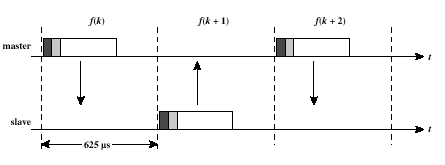 f(k) f(k + 1) f(k + 2)
master t
slave t
625 µs